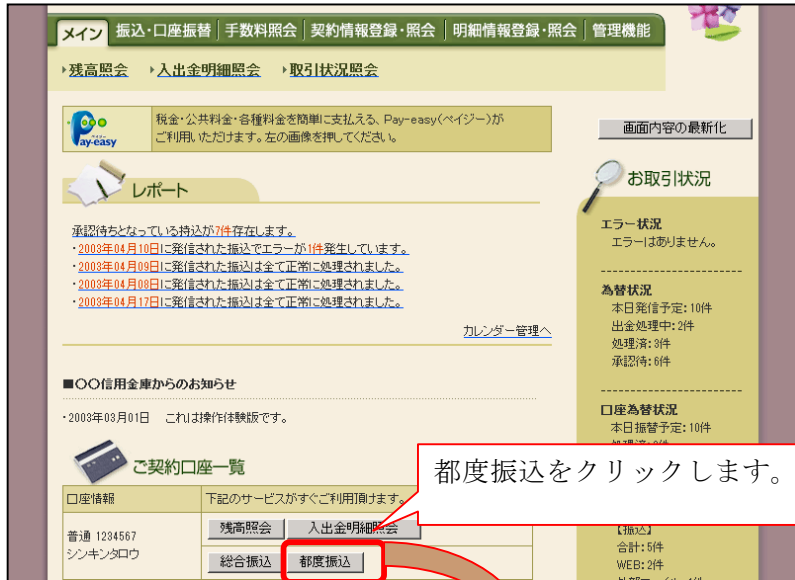 メイン 振込・口座振替 手数料照会 契約情報登録・照会 明細情報登録・照会 管理機能
残高照会 入出金明細照会 取引状況照会
Pay-easy
税金・公共料金・各種料金を簡単に支払える、Pay-easy(ペイジー)が
ご利用いただけます。左の画像を押してください。
レポート
承認待ちとなっている持込が7件存在します。
・2003年04月10日に発信された振込でエラーが1件発生しています。
・2003年04月09日に発信された振込は全て正常に処理されました。
・2003年04月08日に発信された振込は全て正常に処理されました。
・2003年04月17日に発信された振込は全て正常に処理されました。
カレンダー管理へ
■〇〇信用金庫からのお知らせ
・2003年03月01日 これは操作体験版です。
ご契約口座一覧
口座情報 下記のサービスがすぐご利用頂けます。
普通 1234567
シンキンタロウ
残高照会 入出金明細照会
総合振込 都度振込
画面内容の最新化
お取引状況
エラー状況
エラーはありません。
為替状況
本日発信予定:10件
出金処理中:2件
処理済:3件
承認待:6件
口座為替状況
本日振替予定:10件
都度振込をクリックします。
【振込】
合計:5件
WEB:2件